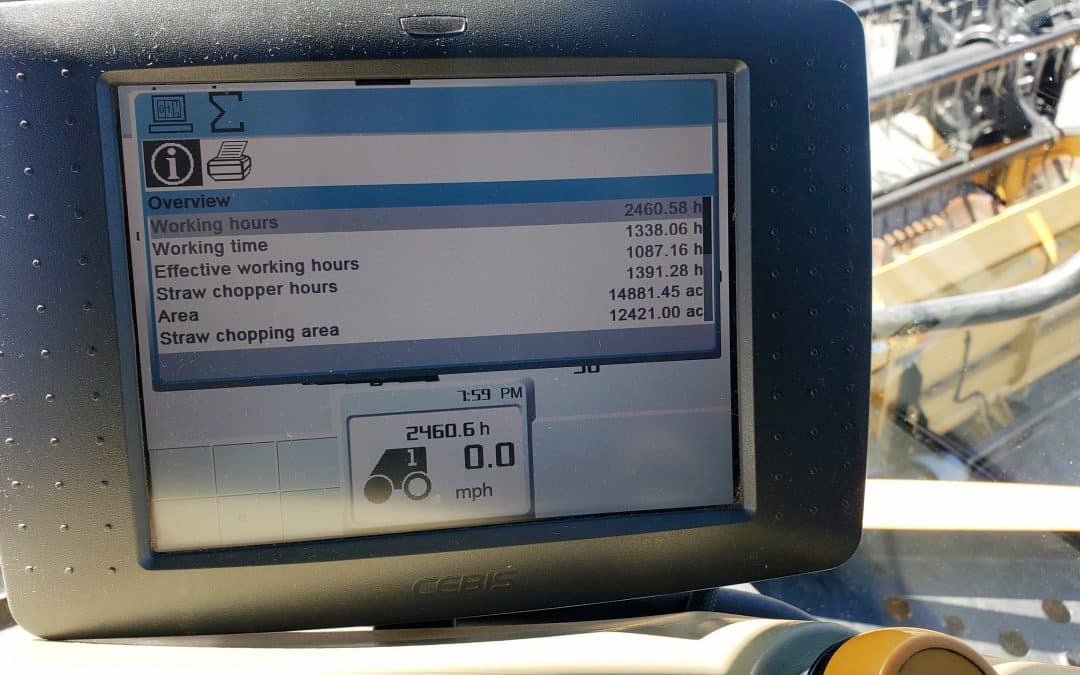 Overview
Working hours 2460.58 h
Working time 1338.06 h
Effective working hours 1087.16 h
Straw chopper hours 1391.28 h
Area 14881.45 ac
Straw chopping area 12421.00 ac
7:59 PM
2460.6 h
1 0.0
mph
CEBIS